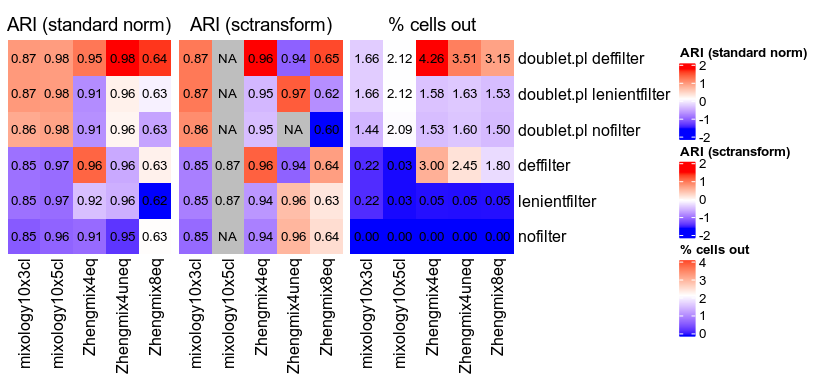 ARI (standard norm) ARI (sctransform) % cells out
0.87 0.98 0.95 0.98 0.64 0.87 NA 0.96 0.94 0.65 1.66 2.12 4.26 3.51 3.15 doublet.pl deffilter
0.87 0.98 0.91 0.96 0.63 0.87 NA 0.95 0.97 0.62 1.66 2.12 1.58 1.63 1.53 doublet.pl lenientfilter
0.86 0.98 0.91 0.96 0.63 0.86 NA 0.95 NA 0.60 1.44 2.09 1.53 1.60 1.50 doublet.pl nofilter
0.85 0.97 0.96 0.96 0.63 0.85 0.87 0.96 0.94 0.64 0.22 0.03 3.00 2.45 1.80 deffilter
0.85 0.97 0.92 0.96 0.62 0.85 0.87 0.94 0.96 0.63 0.22 0.03 0.05 0.05 0.05 lenientfilter
0.85 0.96 0.91 0.95 0.63 0.85 NA 0.94 0.96 0.64 0.00 0.00 0.00 0.00 0.00 nofilter
mixology10x3cl
mixology10x5cl
Zhengmix4eq
Zhengmix4uneq
Zhengmix8eq
mixology10x3cl
mixology10x5cl
Zhengmix4eq
Zhengmix4uneq
Zhengmix8eq
mixology10x3cl
mixology10x5cl
Zhengmix4eq
Zhengmix4uneq
Zhengmix8eq
ARI (standard norm)
2
1
0
-1
-2
ARI (sctransform)
2
1
0
-1
-2
% cells out
4
3
2
1
0